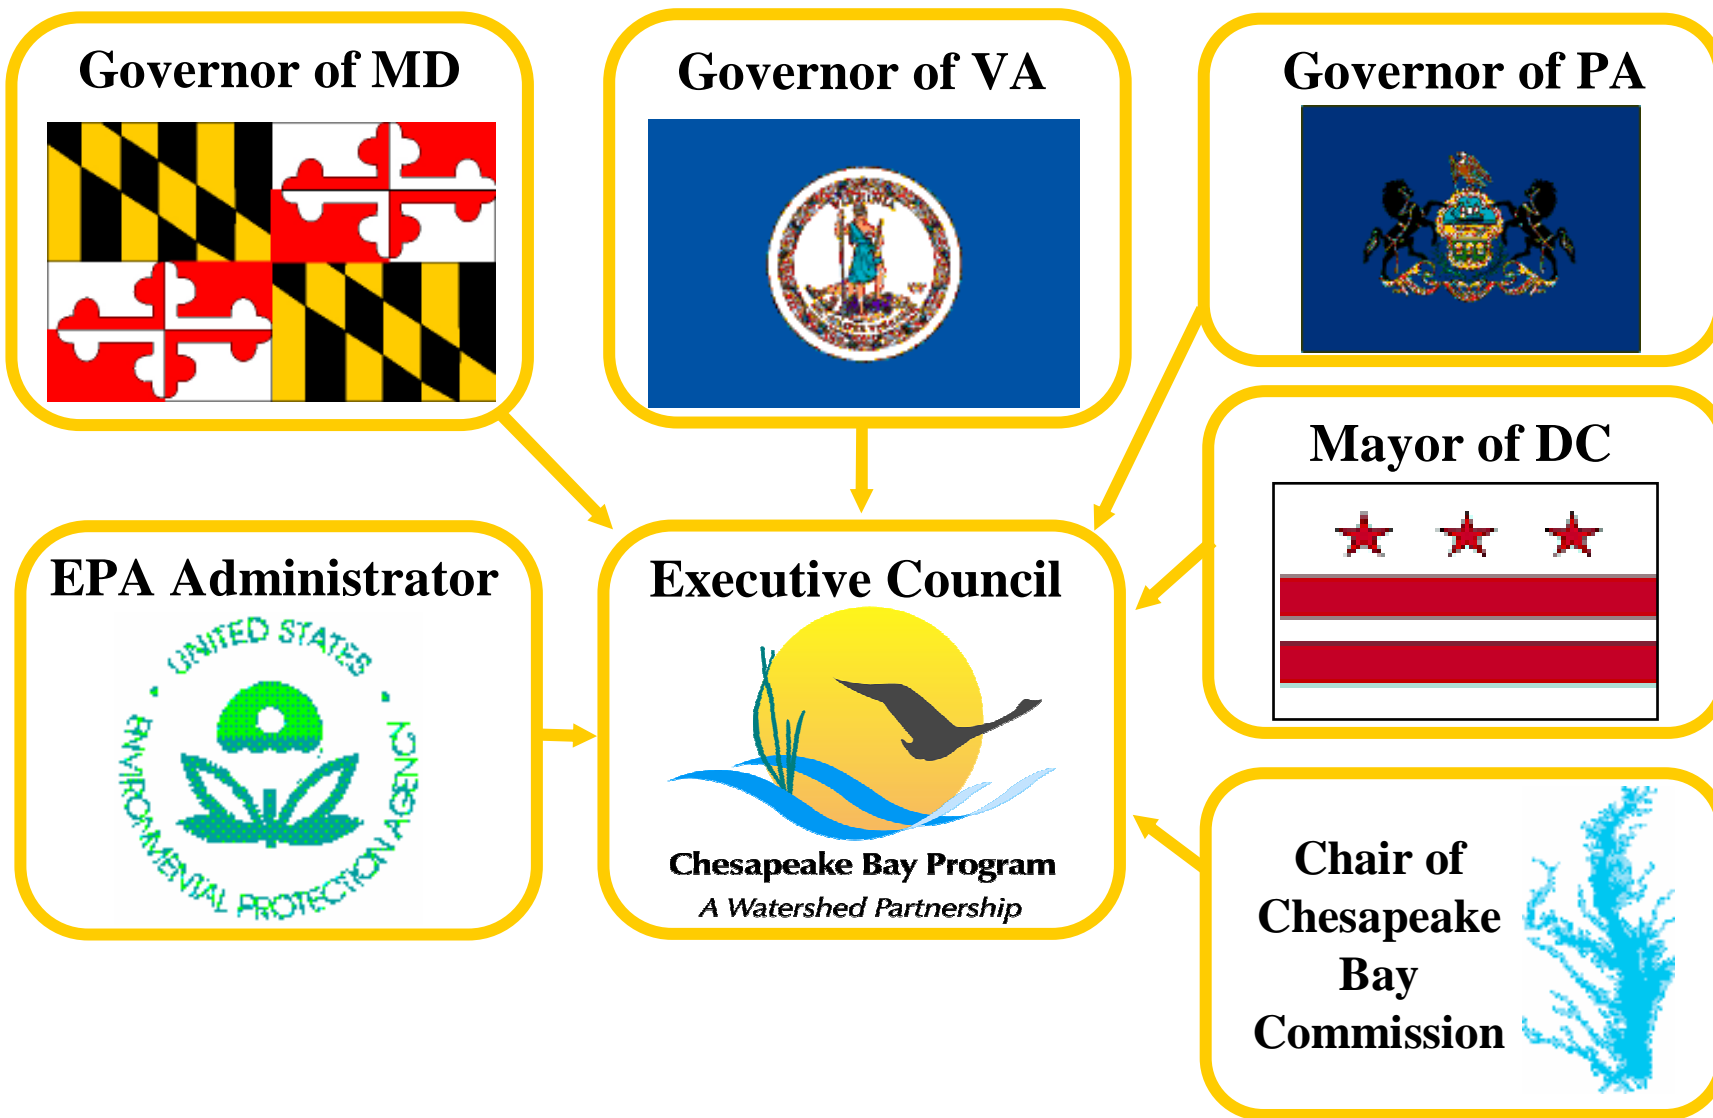 Governor of MD
Governor of VA
VIRGINIA
Governor of PA
Mayor of DC
EPA Administrator
UNITED STATES
ENVIRONMENTAL PROTECTION AGENCY
Executive Council
Chesapeake Bay Program
A Watershed Partnership
Chair of
Chesapeake
Bay
Commission